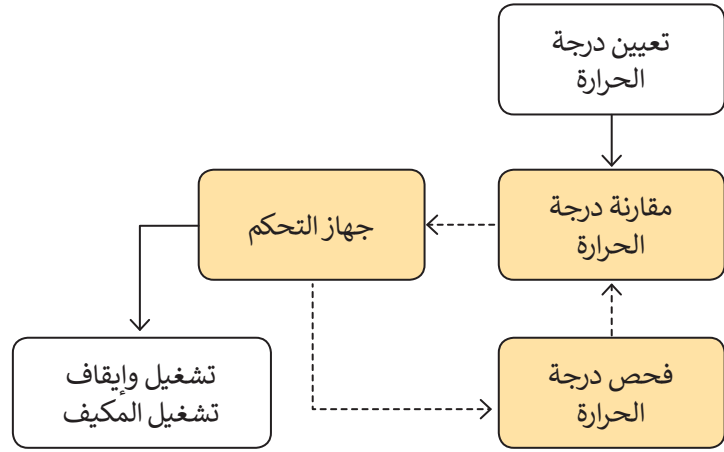 تعيين درجة
الحرارة
مقارنة درجة
الحرارة
جهاز التحكم
فحص درجة
الحرارة
تشغيل وإيقاف
تشغيل المكيف